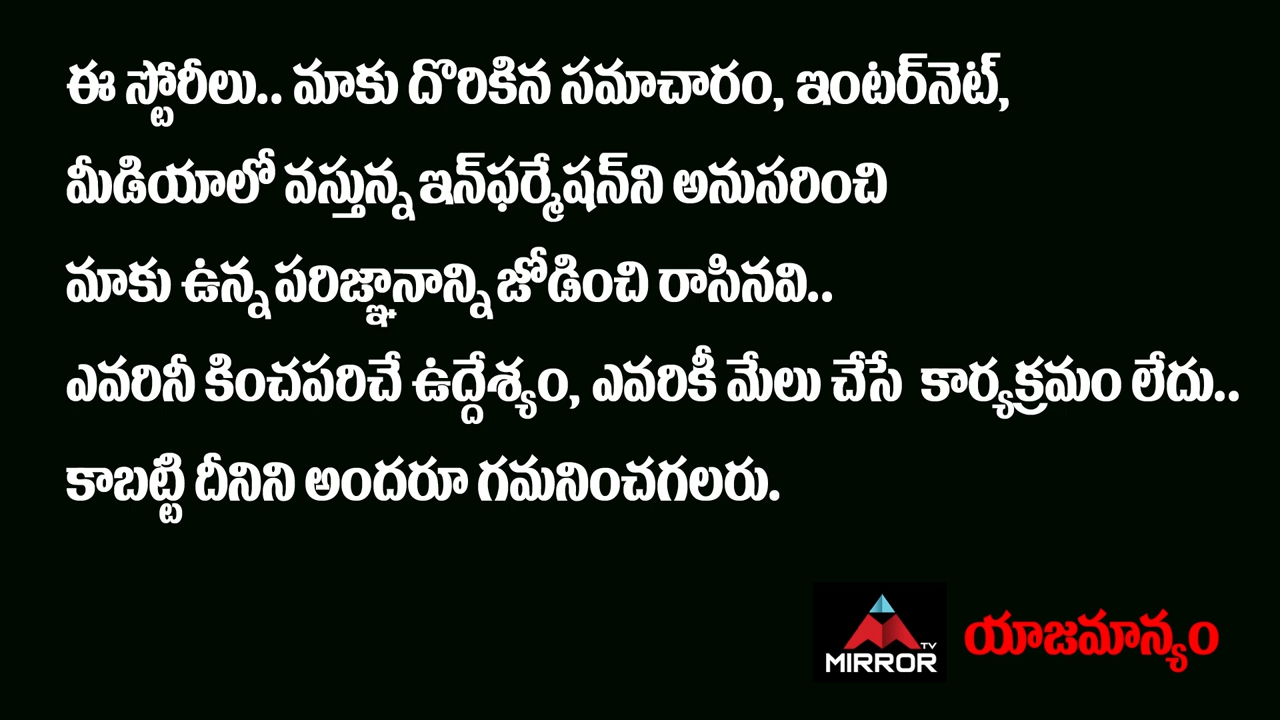 ఈ స్టోరీలు.. మాకు దొరికిన సమాచారం, ఇంటర్‌నెట్,
మీడియాలో వస్తున్న ఇన్‌ఫర్మేషన్‌ని అనుసరించి
మాకు ఉన్న పరిజ్ఞానాన్ని జోడించి రాసినవి..
ఎవరినీ కించపరిచే ఉద్దేశ్యం, ఎవరికీ మేలు చేసే కార్యక్రమం లేదు..
కాబట్టి దీనిని అందరూ గమనించగలరు.
MIRROR TV యాజమాన్యం